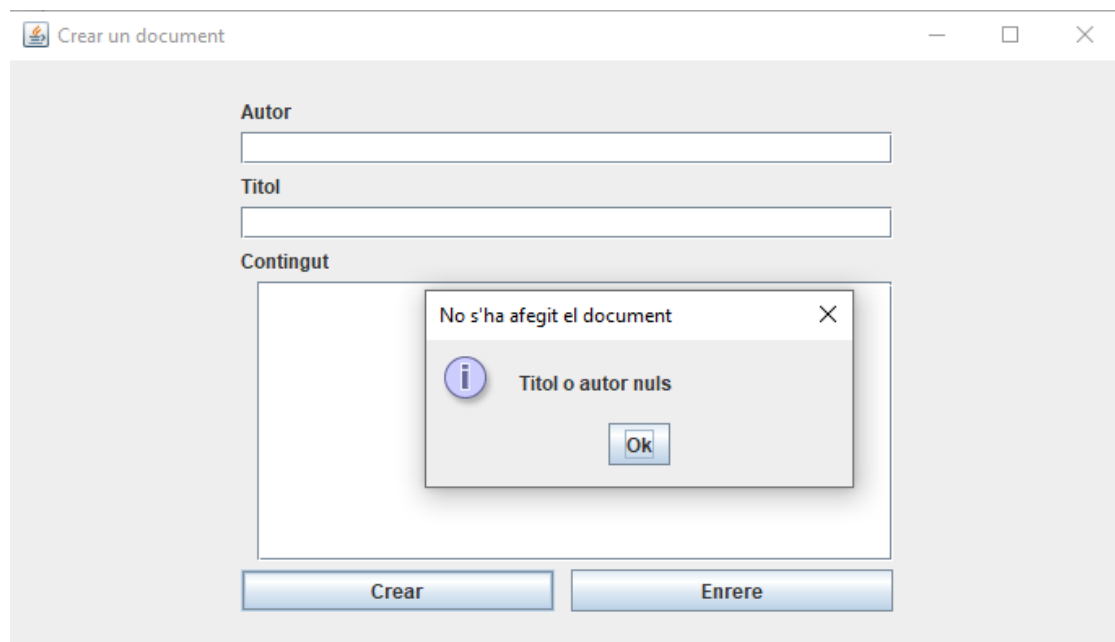 Crear un document
Autor
Titol
Contingut
No s'ha afegit el document
i
Titol o autor nuls
Ok
Crear
Enrere